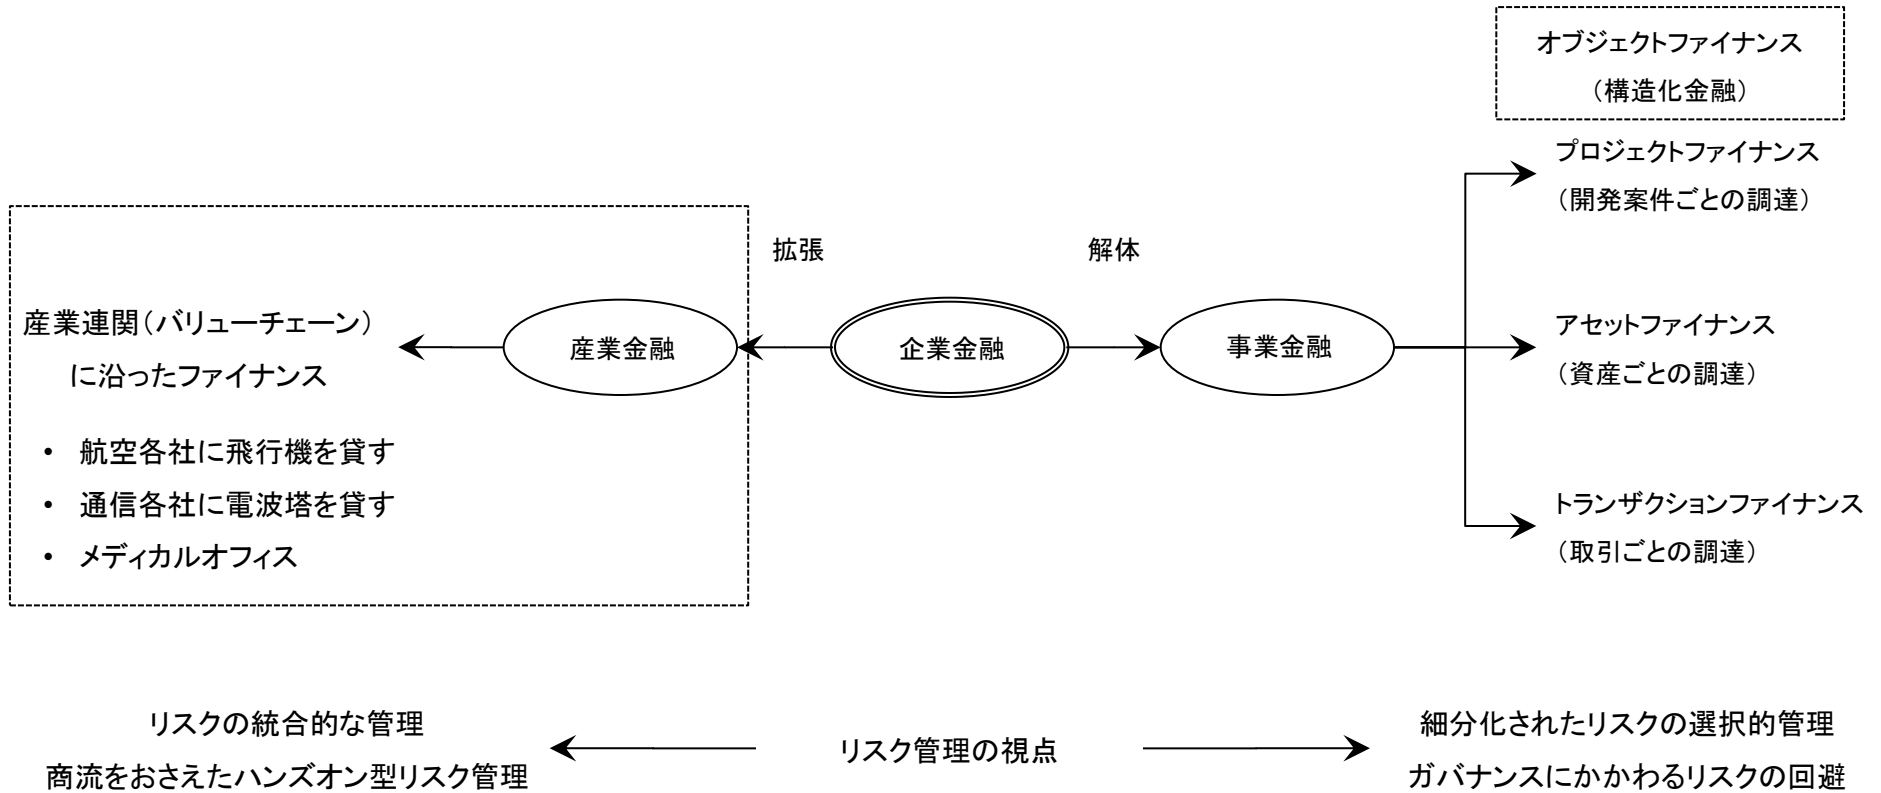 オブジェクトファイナンス
（構造化金融）
プロジェクトファイナンス
（開発案件ごとの調達）
拡張
解体
産業連関（バリューチェーン）
に沿ったファイナンス
産業金融
企業金融
事業金融
アセットファイナンス
（資産ごとの調達）
• 航空各社に飛行機を貸す
• 通信各社に電波塔を貸す
• メディカルオフィス
トランザクションファイナンス
（取引ごとの調達）
リスクの統合的な管理
商流をおさえたハンズオン型リスク管理
リスク管理の視点
細分化されたリスクの選択的管理
ガバナンスにかかわるリスクの回避